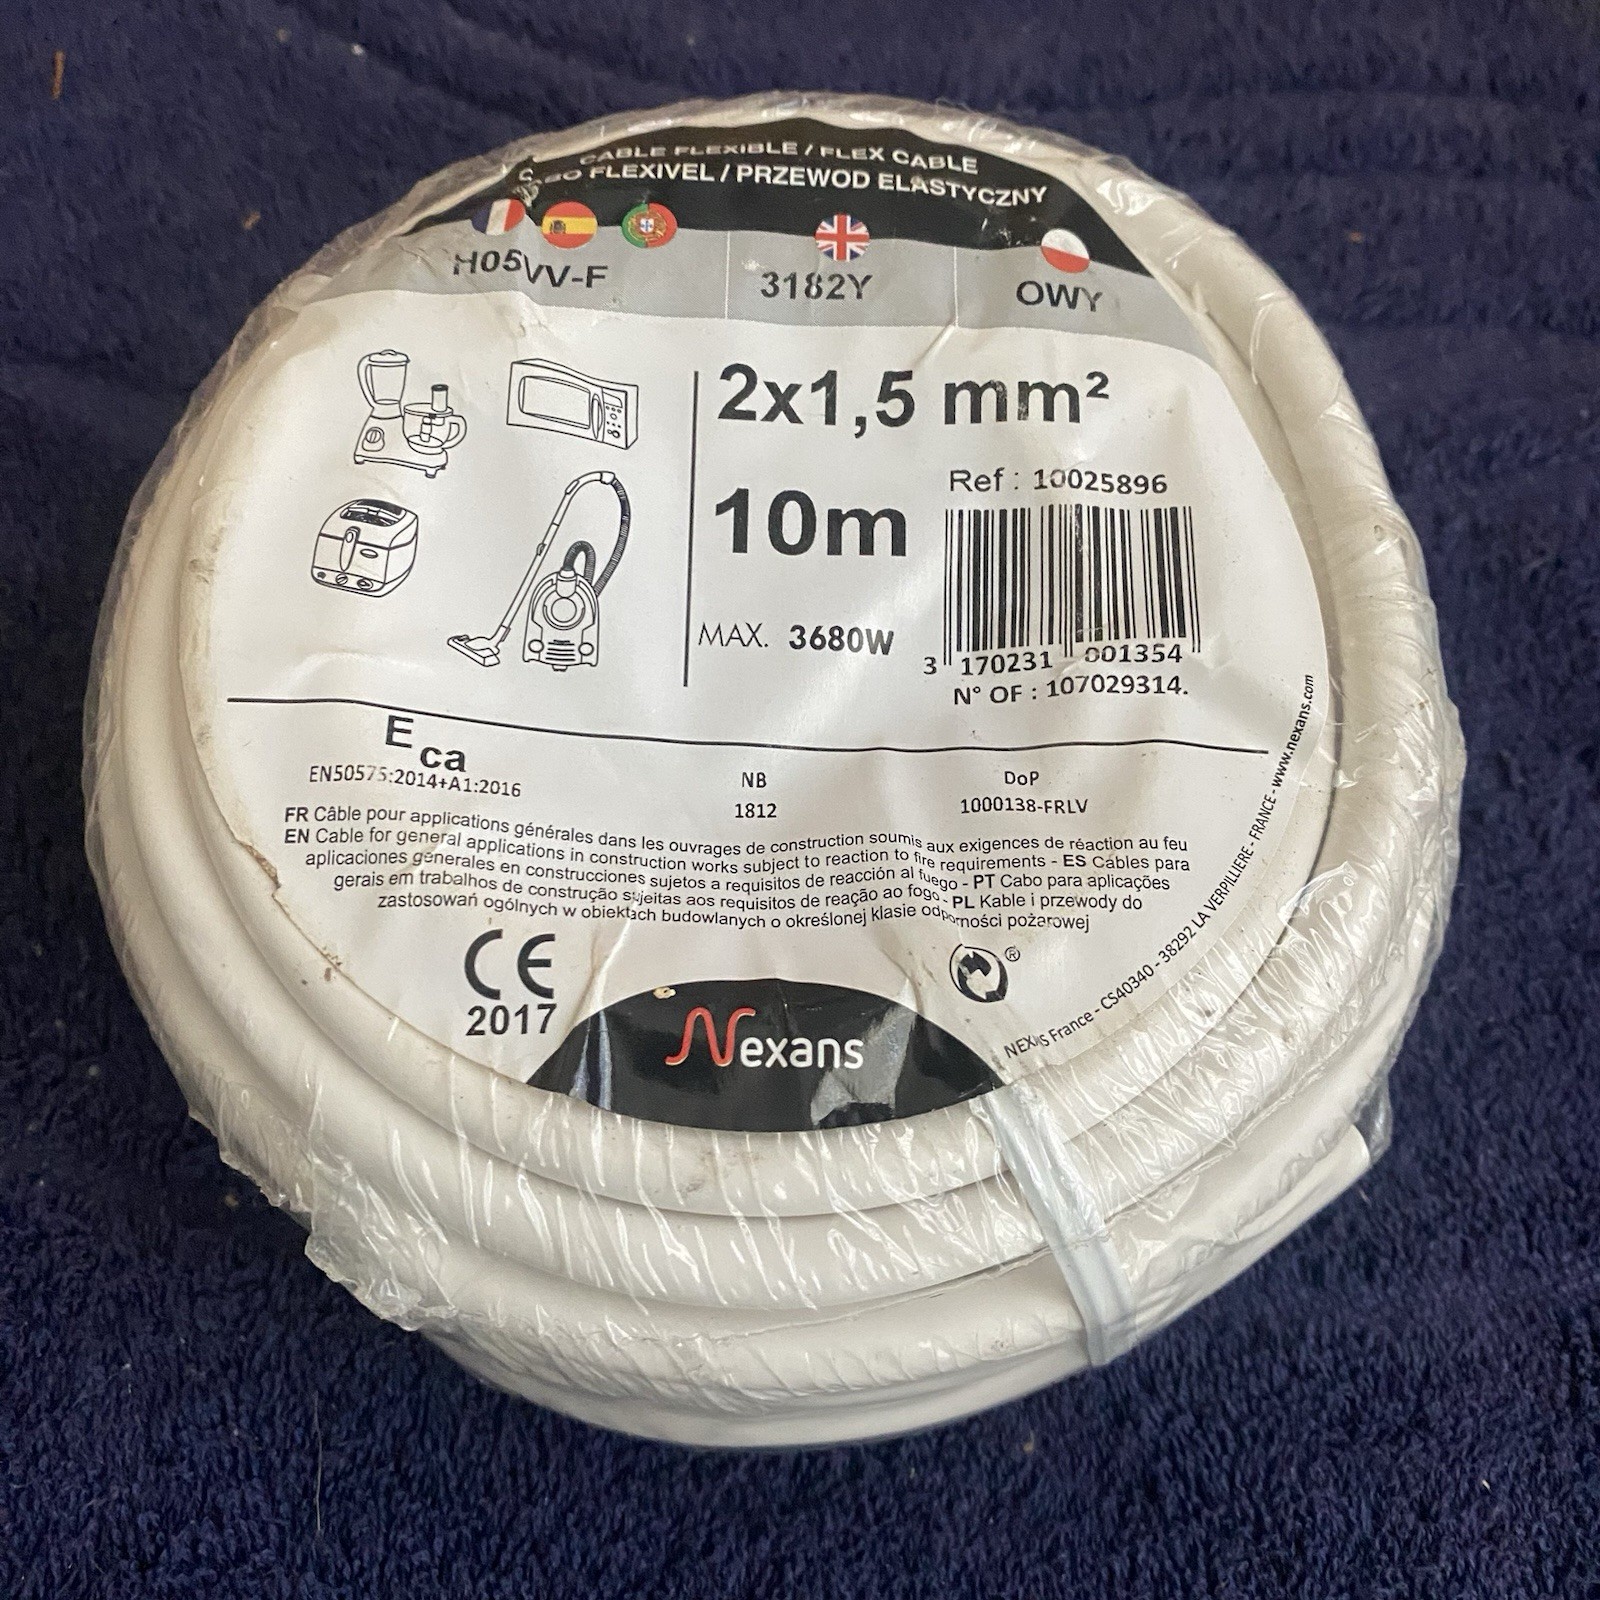 CABLE FLEXIBLE / FLEX CABLE
FLEXIVEL / PRZEWOD ELASTYCZNY
H05VV-F
3182Y
OWY
2x1,5 mm²
10m
Ref : 10025896
MAX. 3680W
3 170231 001354
N° OF : 107029314.
Eca
EN50575:2014+A1:2016
NB
1812
DoP
1000138-FRLV
FR Câble pour applications générales dans les ouvrages de construction soumis aux exigences de réaction au feu
EN Cable for general applications in construction works subject to reaction to fire requirements - ES Cables para
aplicaciones generales en construcciones sujetos a requisitos de reacción al fuego - PT Cabo para aplicações
gerais em trabalhos de construção sujeitas aos requisitos de reação ao fogo - PL Kable i przewody do
zastosowań ogólnych w obiektach budowlanych o określonej klasie odporności pożarowej
CE
2017
®
Nexans
NEXANS France - CS40340 - 38292 LA VERPILLIERE - FRANCE - www.nexans.com